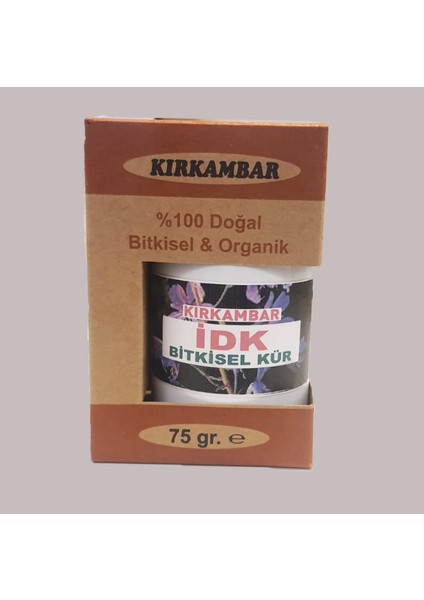 KIRKAMBAR
%100 Doğal
Bitkisel & Organik
KIRKAMBAR
İDK
BİTKİSEL KÜR
75 gr. ℮